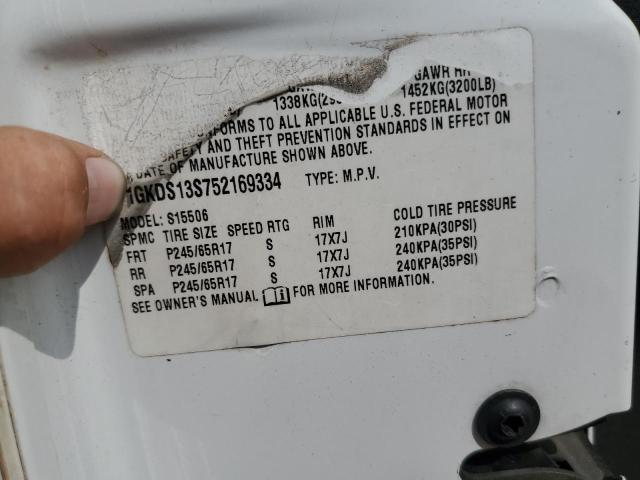 GAWR RR
1338KG(29 1452KG(3200LB)
FORMS TO ALL APPLICABLE U.S. FEDERAL MOTOR
SAFETY AND THEFT PREVENTION STANDARDS IN EFFECT ON
DATE OF MANUFACTURE SHOWN ABOVE.
1GKDS13S752169334 TYPE: M.P.V.
MODEL: S15506
SPMC TIRE SIZE SPEED RTG RIM COLD TIRE PRESSURE
FRT P245/65R17 S 17X7J 210KPA(30PSI)
RR P245/65R17 S 17X7J 240KPA(35PSI)
SPA P245/65R17 S 17X7J 240KPA(35PSI)
SEE OWNER'S MANUAL FOR MORE INFORMATION.